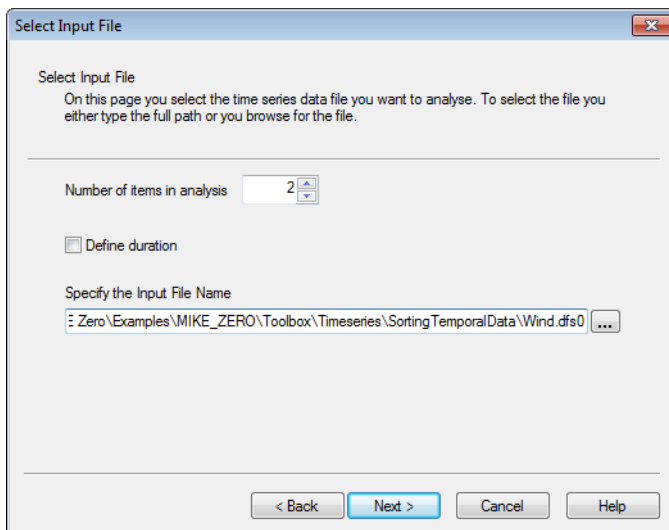 Select Input File
Select Input File
On this page you select the time series data file you want to analyse. To select the file you
either type the full path or you browse for the file.
Number of items in analysis 2
Define duration
Specify the Input File Name
E Zero\Examples\MIKE_ZERO\Toolbox\Timeseries\SortingTemporalData\Wind.dfs0 ...
< Back Next > Cancel Help